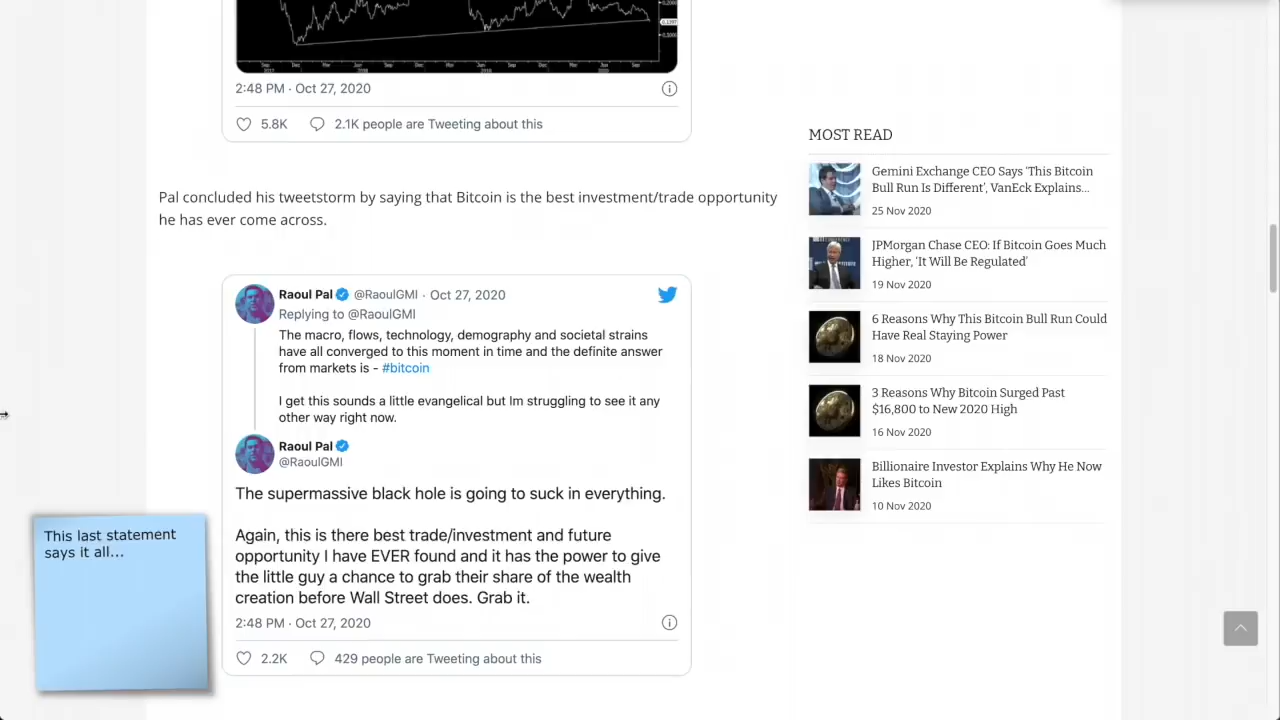 2:48 PM · Oct 27, 2020
5.8K 2.1K people are Tweeting about this
Pal concluded his tweetstorm by saying that Bitcoin is the best investment/trade opportunity
he has ever come across.
Raoul Pal @RaoulGMI · Oct 27, 2020
Replying to @RaoulGMI
The macro, flows, technology, demography and societal strains
have all converged to this moment in time and the definite answer
from markets is - #bitcoin
I get this sounds a little evangelical but Im struggling to see it any
other way right now.
Raoul Pal
@RaoulGMI
The supermassive black hole is going to suck in everything.
Again, this is there best trade/investment and future
opportunity I have EVER found and it has the power to give
the little guy a chance to grab their share of the wealth
creation before Wall Street does. Grab it.
2:48 PM · Oct 27, 2020
2.2K 429 people are Tweeting about this
This last statement
says it all...
MOST READ
Gemini Exchange CEO Says ‘This Bitcoin
Bull Run Is Different’, VanEck Explains...
25 Nov 2020
JPMorgan Chase CEO: If Bitcoin Goes Much
Higher, ‘It Will Be Regulated’
19 Nov 2020
6 Reasons Why This Bitcoin Bull Run Could
Have Real Staying Power
18 Nov 2020
3 Reasons Why Bitcoin Surged Past
$16,800 to New 2020 High
16 Nov 2020
Billionaire Investor Explains Why He Now
Likes Bitcoin
10 Nov 2020